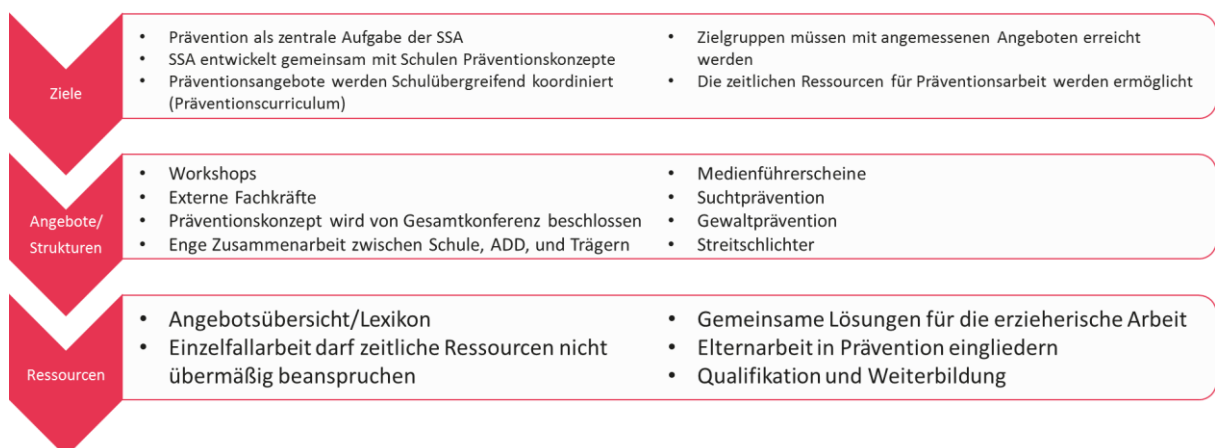 Ziele
• Prävention als zentrale Aufgabe der SSA
• SSA entwickelt gemeinsam mit Schulen Präventionskonzepte
• Präventionsangebote werden Schulübergreifend koordiniert
(Präventionscurriculum)
• Zielgruppen müssen mit angemessenen Angeboten erreicht
werden
• Die zeitlichen Ressourcen für Präventionsarbeit werden ermöglicht
Angebote/
Strukturen
• Workshops
• Externe Fachkräfte
• Präventionskonzept wird von Gesamtkonferenz beschlossen
• Enge Zusammenarbeit zwischen Schule, ADD, und Trägern
• Medienführerscheine
• Suchtprävention
• Gewaltprävention
• Streitschlichter
Ressourcen
• Angebotsübersicht/Lexikon
• Einzelfallarbeit darf zeitliche Ressourcen nicht
übermäßig beanspruchen
• Gemeinsame Lösungen für die erzieherische Arbeit
• Elternarbeit in Prävention eingliedern
• Qualifikation und Weiterbildung